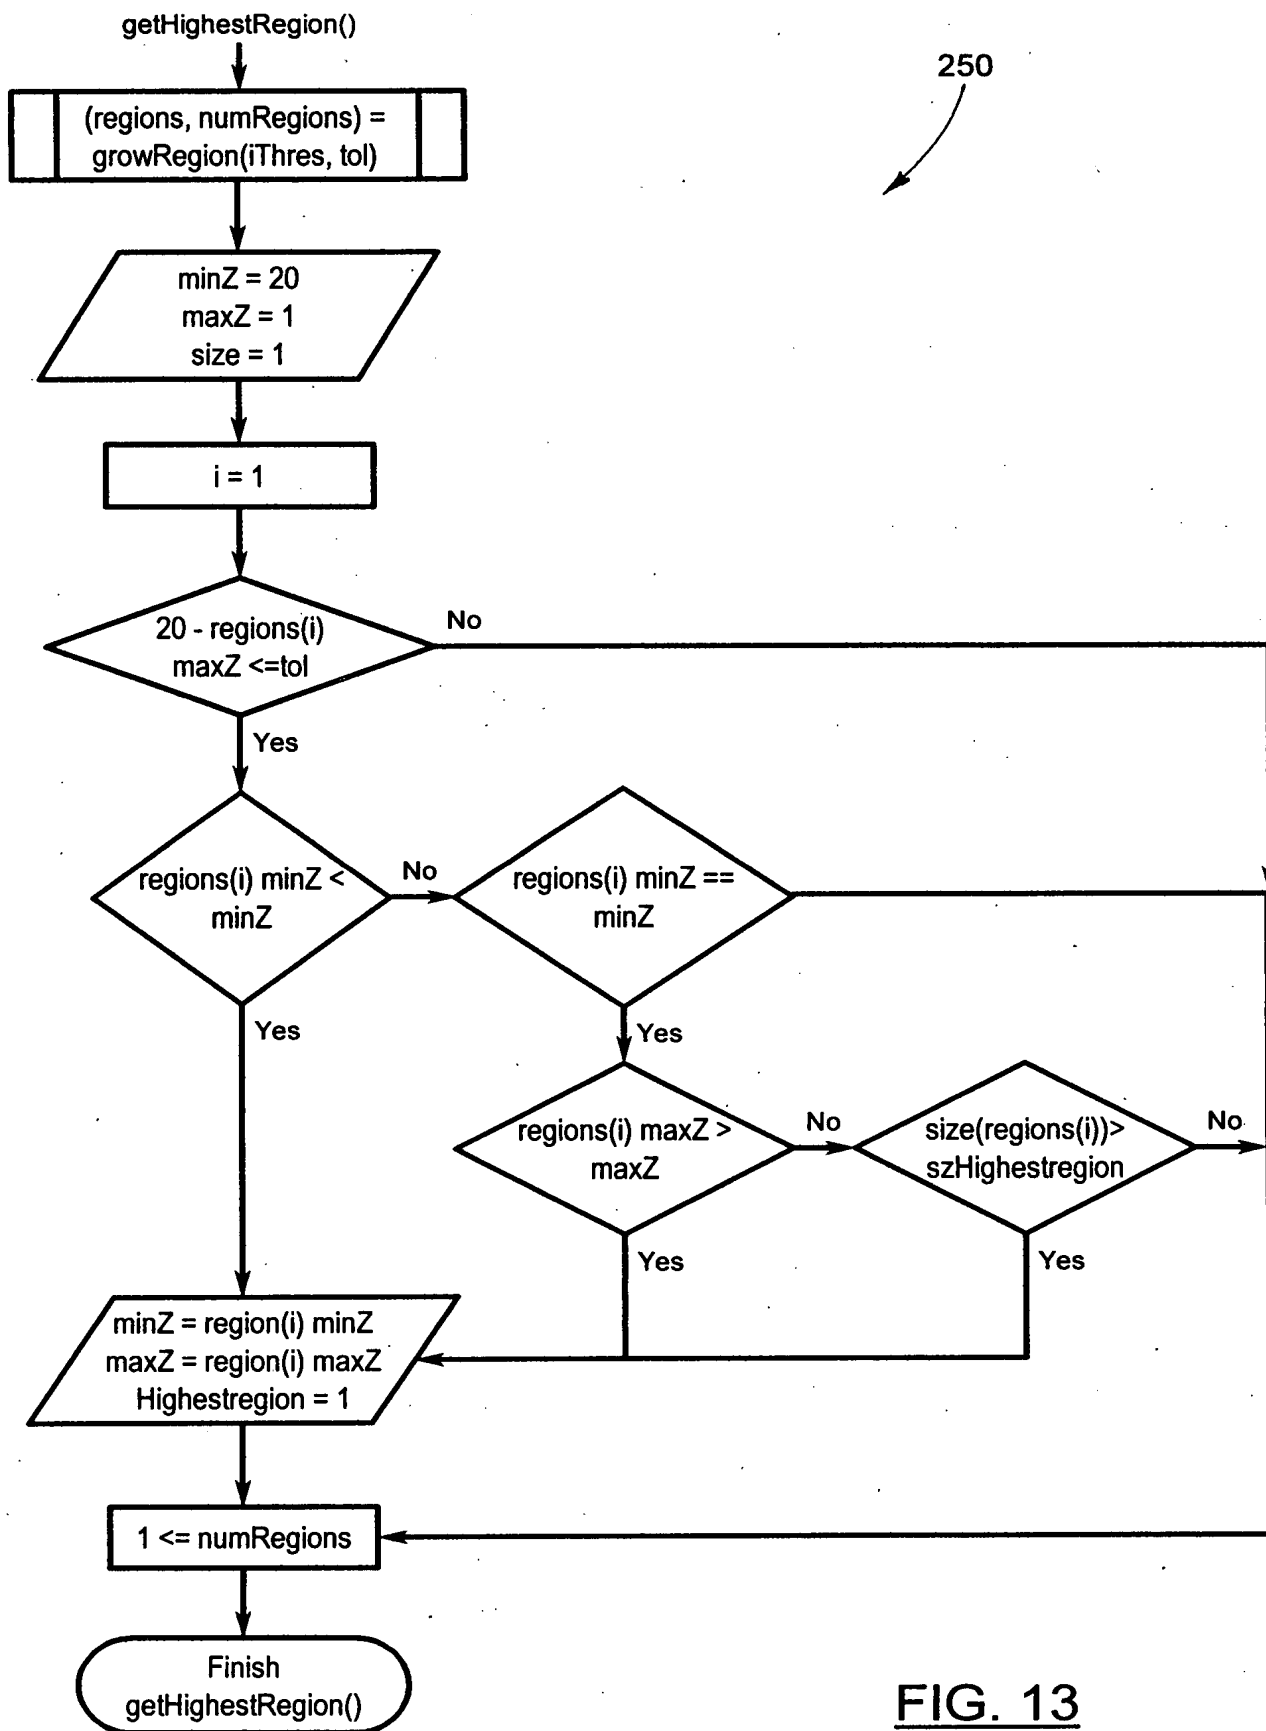 getHighestRegion()
250
(regions, numRegions) =
growRegion(iThres, tol)
minZ = 20
maxZ = 1
size = 1
i = 1
20 - regions(i)
maxZ <=tol
No
Yes
regions(i) minZ <
minZ
No
regions(i) minZ ==
minZ
Yes
Yes
regions(i) maxZ >
maxZ
No
size(regions(i))>
szHighestregion
No
Yes
Yes
minZ = region(i) minZ
maxZ = region(i) maxZ
Highestregion = 1
1 <= numRegions
Finish
getHighestRegion()
FIG. 13